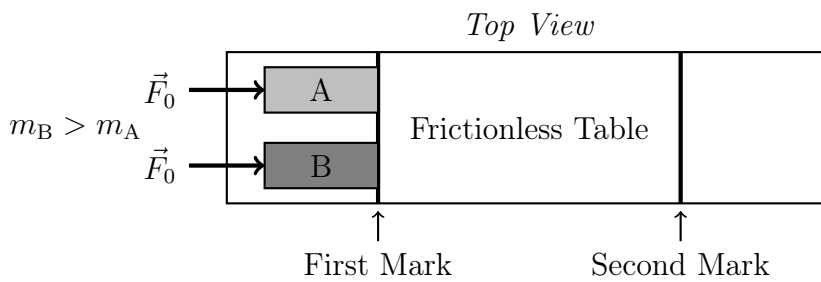 Top View
F⃗₀
A
m_B > m_A
Frictionless Table
F⃗₀
B
First Mark
Second Mark